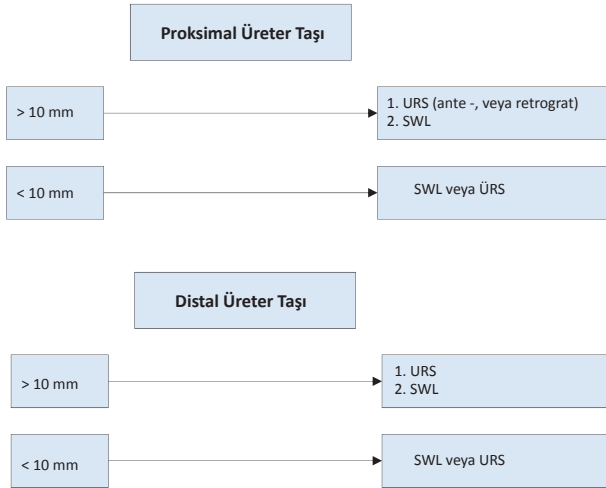 Proksimal Üreter Taşı
> 10 mm
1. URS (ante -, veya retrograt)
2. SWL
< 10 mm
SWL veya ÜRS
Distal Üreter Taşı
> 10 mm
1. URS
2. SWL
< 10 mm
SWL veya URS